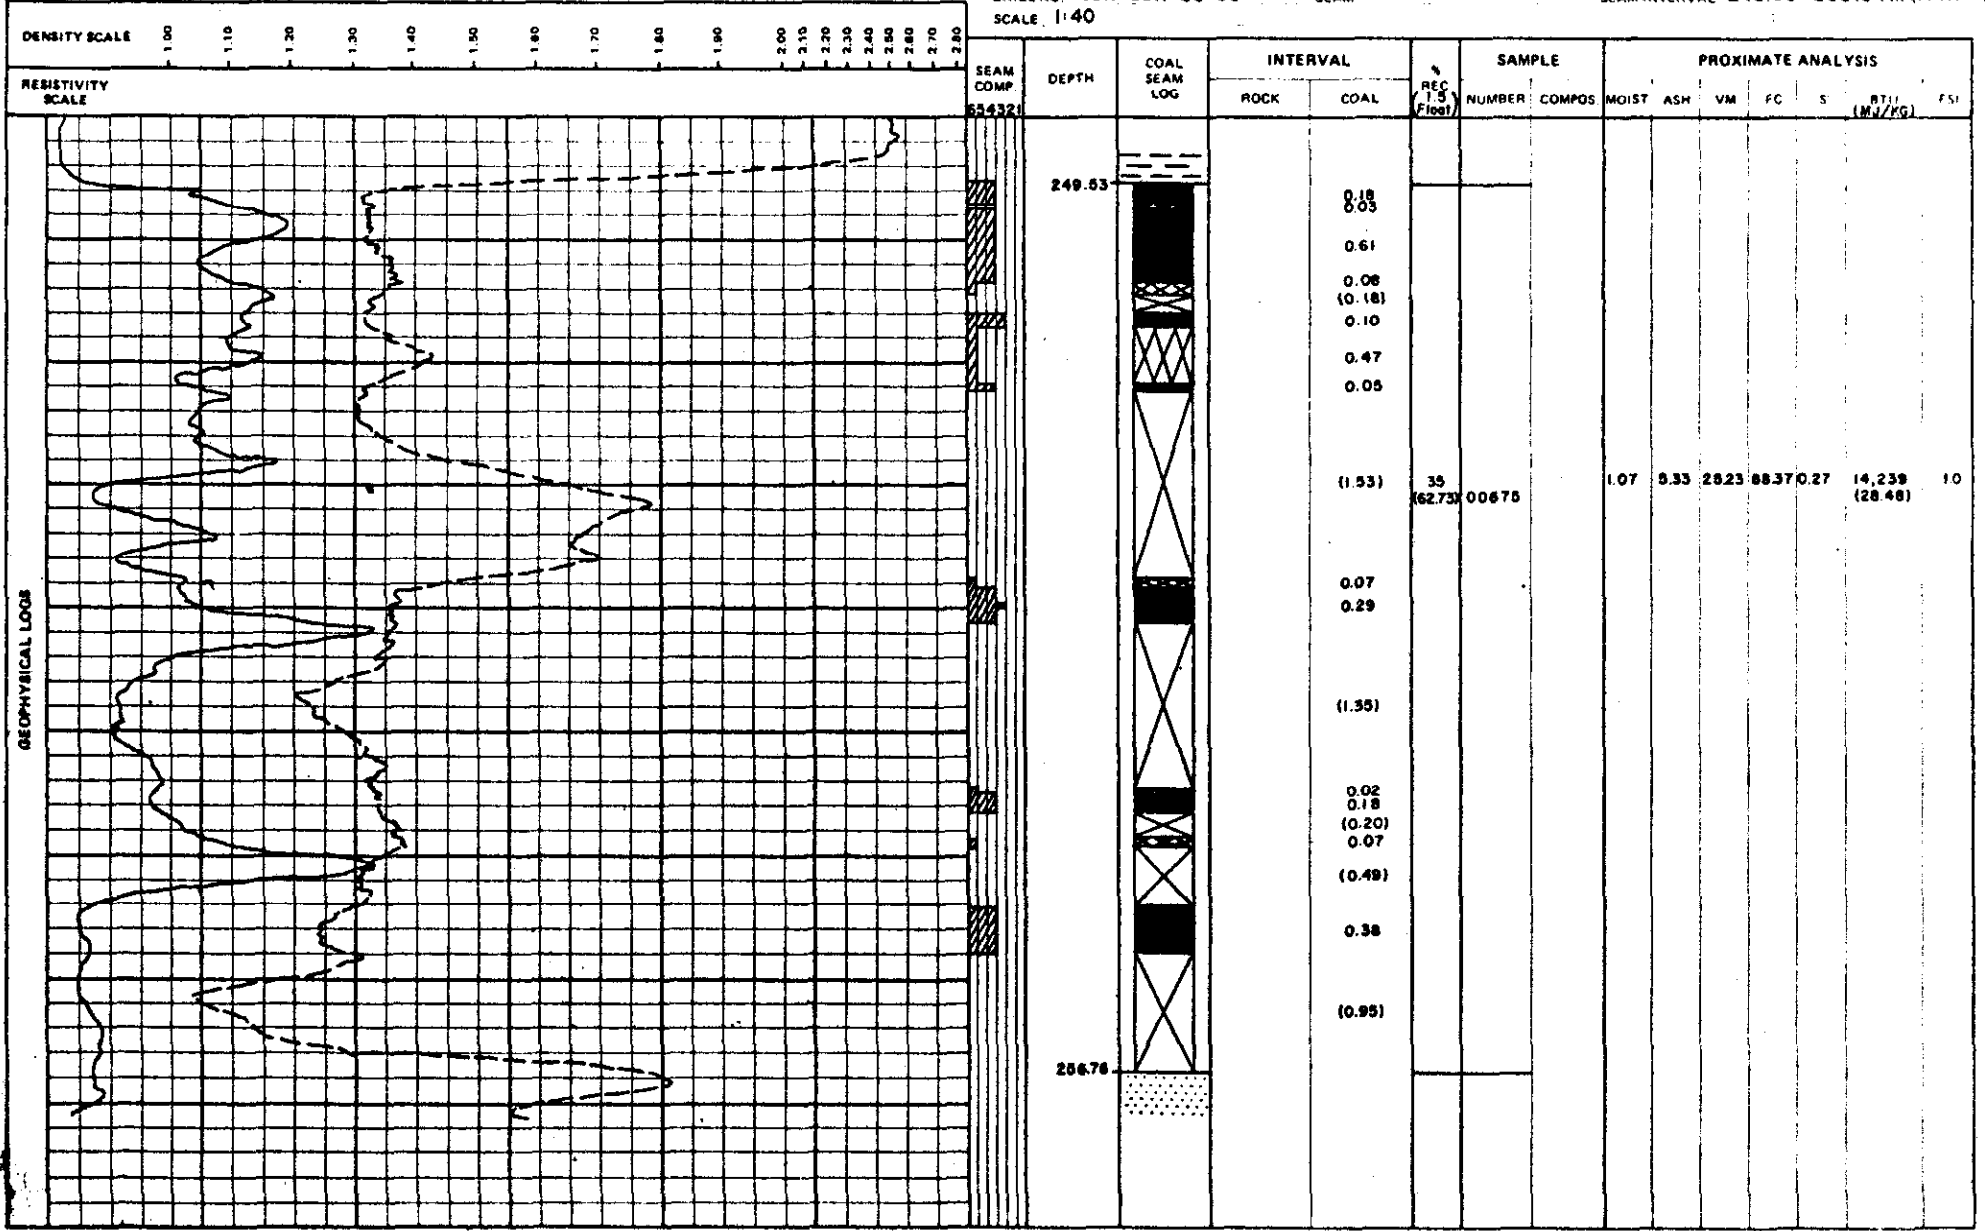 SCALE 1:40
DENSITY SCALE 1.00 1.10 1.20 1.30 1.40 1.50 1.60 1.70 1.80 1.90 2.00 2.10 2.20 2.30 2.40 2.50 2.60 2.70 2.80
RESISTIVITY
SCALE
SEAM
COMP.
654321
DEPTH
COAL
SEAM
LOG
INTERVAL
ROCK COAL
%
REC
(1.5
Float)
SAMPLE
NUMBER COMPOS
PROXIMATE ANALYSIS
MOIST ASH VM FC S BTU FSI
(MJ/KG)
GEOPHYSICAL LOGS
249.53
0.18
0.03
0.61
0.08
(0.18)
0.10
0.47
0.05
(1.53) 35 1.07 5.33 25.23 68.37 0.27 14,239 1.0
(62.73) 00675 (28.48)
0.07
0.29
(1.35)
0.02
0.18
(0.20)
0.07
(0.49)
0.38
(0.95)
256.76